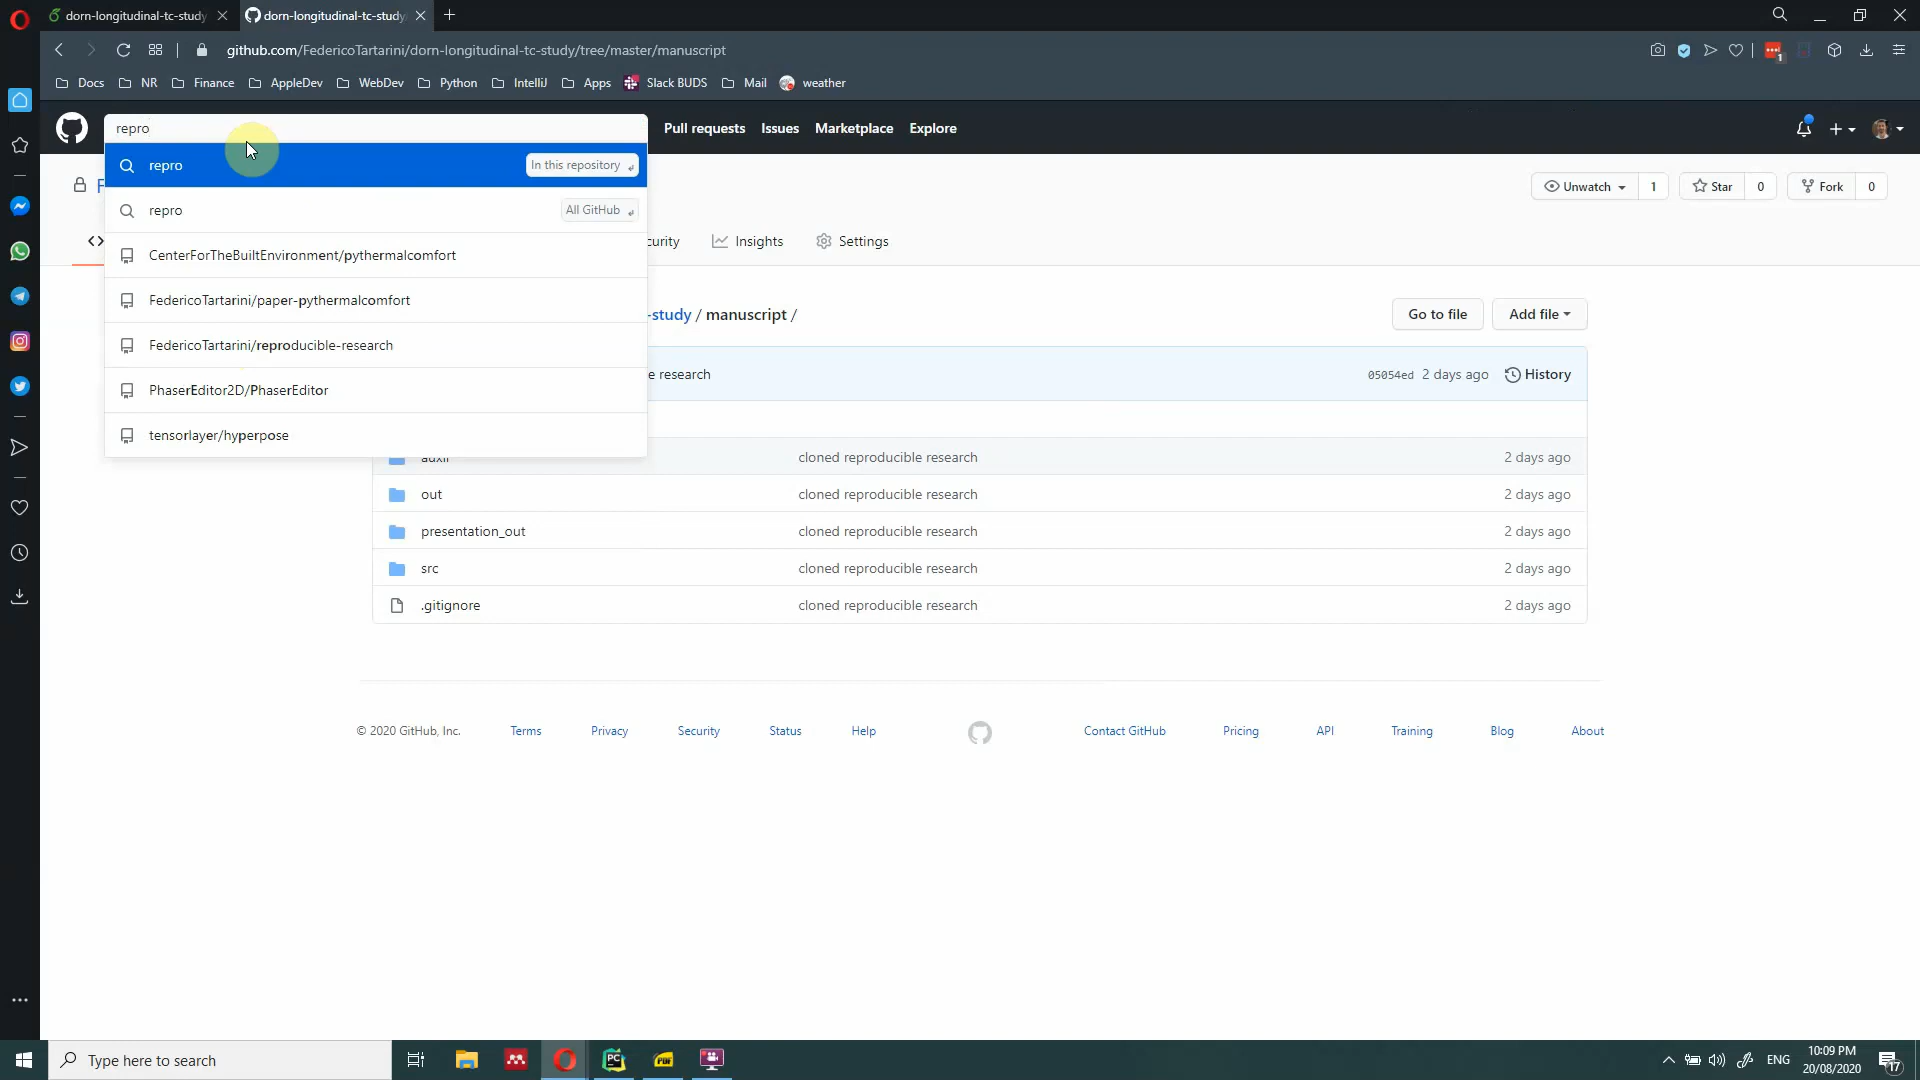 dorn-longitudinal-tc-study
dorn-longitudinal-tc-study
github.com/FedericoTartarini/dorn-longitudinal-tc-study/tree/master/manuscript
1
Docs NR Finance AppleDev WebDev Python IntelliJ Apps Slack BUDS Mail weather
repro
Pull requests Issues Marketplace Explore
repro In this repository
F
Unwatch 1 Star 0 Fork 0
repro All GitHub
curity Insights Settings
CenterForTheBuiltEnvironment/pythermalcomfort
FedericoTartarini/paper-pythermalcomfort
-study / manuscript / Go to file Add file
FedericoTartarini/reproducible-research
e research 05054ed 2 days ago History
PhaserEditor2D/PhaserEditor
tensorlayer/hyperpose
auxil cloned reproducible research 2 days ago
out cloned reproducible research 2 days ago
presentation_out cloned reproducible research 2 days ago
src cloned reproducible research 2 days ago
.gitignore cloned reproducible research 2 days ago
© 2020 GitHub, Inc. Terms Privacy Security Status Help Contact GitHub Pricing API Training Blog About
Type here to search
PC
PDF
ENG
10:09 PM
20/08/2020
17